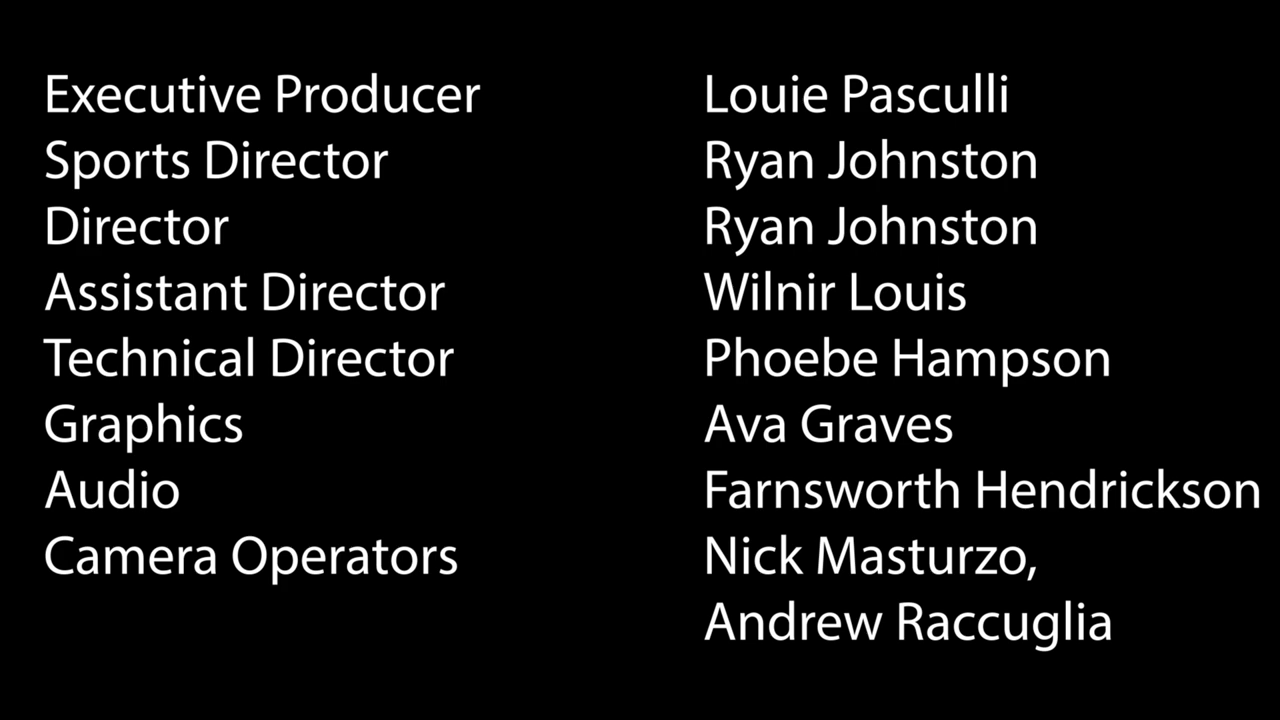 Executive Producer Louie Pasculli
Sports Director Ryan Johnston
Director Ryan Johnston
Assistant Director Wilnir Louis
Technical Director Phoebe Hampson
Graphics Ava Graves
Audio Farnsworth Hendrickson
Camera Operators Nick Masturzo,
Andrew Raccuglia